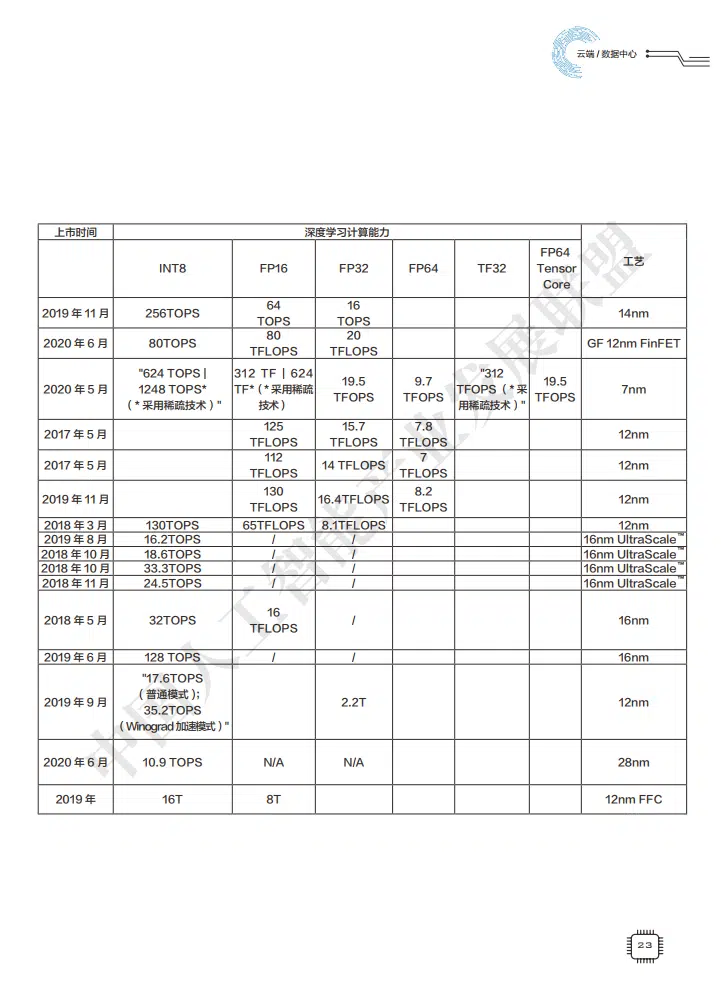 云端 / 数据中心
上市时间 深度学习计算能力 工艺
INT8 FP16 FP32 FP64 TF32 FP64 Tensor Core
2019 年 11 月 256TOPS 64 TOPS 16 TOPS 14nm
2020 年 6 月 80TOPS 80 TFLOPS 20 TFLOPS GF 12nm FinFET
2020 年 5 月 "624 TOPS | 1248 TOPS* （* 采用稀疏技术）" 312 TF | 624 TF*（* 采用稀疏技术） 19.5 TFOPS 9.7 TFOPS "312 TFOPS（* 采用稀疏技术）" 19.5 TFOPS 7nm
2017 年 5 月 125 TFLOPS 15.7 TFLOPS 7.8 TFLOPS 12nm
2017 年 5 月 112 TFLOPS 14 TFLOPS 7 TFLOPS 12nm
2019 年 11 月 130 TFLOPS 16.4TFLOPS 8.2 TFLOPS 12nm
2018 年 3 月 130TOPS 65TFLOPS 8.1TFLOPS 12nm
2019 年 8 月 16.2TOPS / / 16nm UltraScale™
2018 年 10 月 18.6TOPS / / 16nm UltraScale™
2018 年 10 月 33.3TOPS / / 16nm UltraScale™
2018 年 11 月 24.5TOPS / / 16nm UltraScale™
2018 年 5 月 32TOPS 16 TFLOPS / 16nm
2019 年 6 月 128 TOPS / / 16nm
2019 年 9 月 "17.6TOPS （普通模式）； 35.2TOPS （Winograd 加速模式）" 2.2T 12nm
2020 年 6 月 10.9 TOPS N/A N/A 28nm
2019 年 16T 8T 12nm FFC
中国人工智能产业发展联盟
23